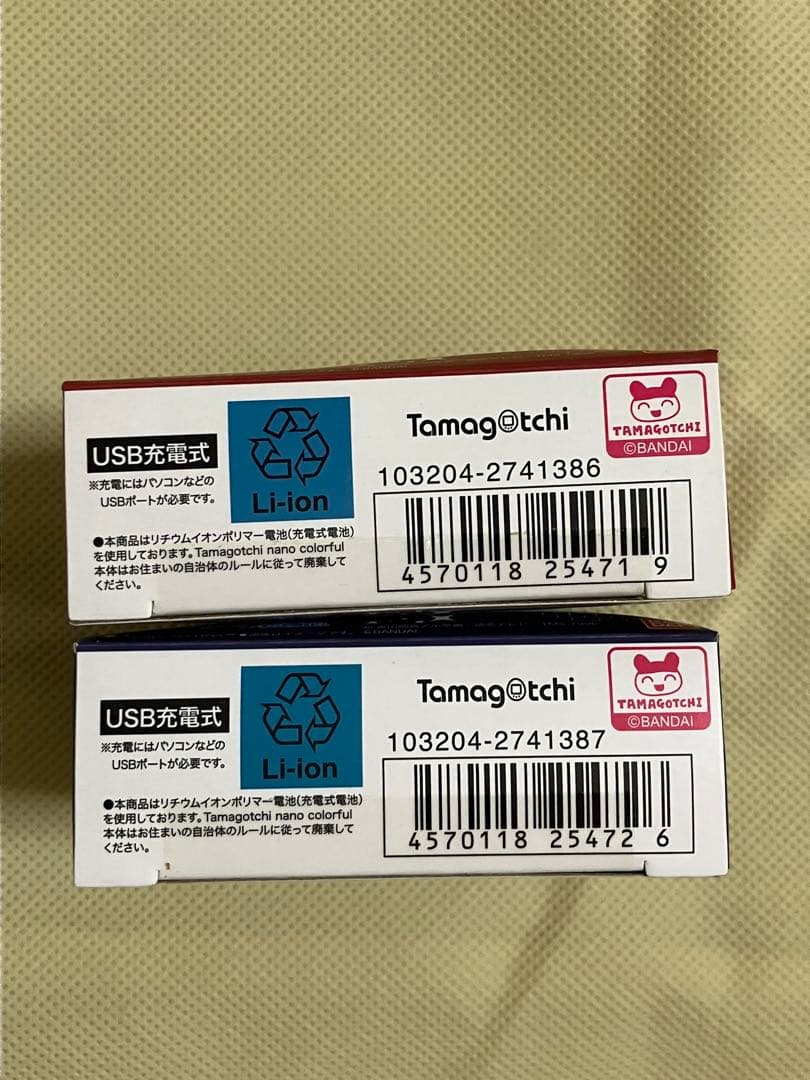 USB充電式
※充電にはパソコンなどの
USBポートが必要です。
Li-ion
Tamagotchi
TAMAGOTCHI
©BANDAI
103204-2741386
4570118 25471 9
●本商品はリチウムイオンポリマー電池(充電式電池)
を使用しております。Tamagotchi nano colorful
本体はお住まいの自治体のルールに従って廃棄して
ください。
USB充電式
※充電にはパソコンなどの
USBポートが必要です。
Li-ion
Tamagotchi
TAMAGOTCHI
©BANDAI
103204-2741387
4570118 25472 6
●本商品はリチウムイオンポリマー電池(充電式電池)
を使用しております。Tamagotchi nano colorful
本体はお住まいの自治体のルールに従って廃棄して
ください。